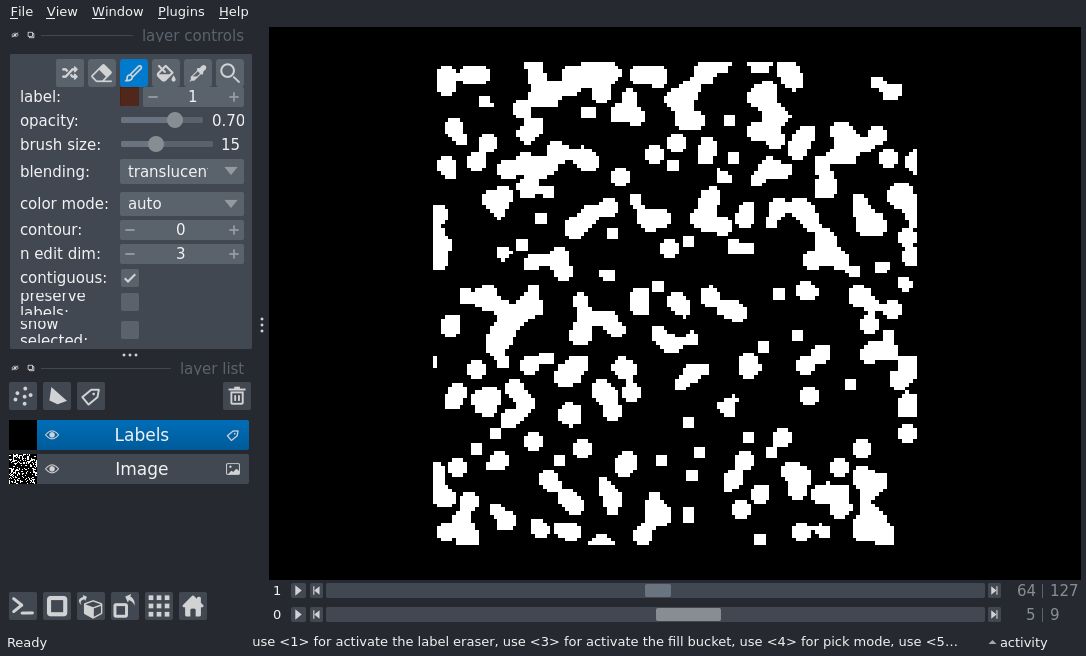 File View Window Plugins Help
layer controls
label: 1
opacity: 0.70
brush size: 15
blending: translucen
color mode: auto
contour: 0
n edit dim: 3
contiguous:
preserve
labels:
show
selected:
layer list
Labels
Image
1 64 | 127
0 5 | 9
Ready use <1> for activate the label eraser, use <3> for activate the fill bucket, use <4> for pick mode, use <5... activity